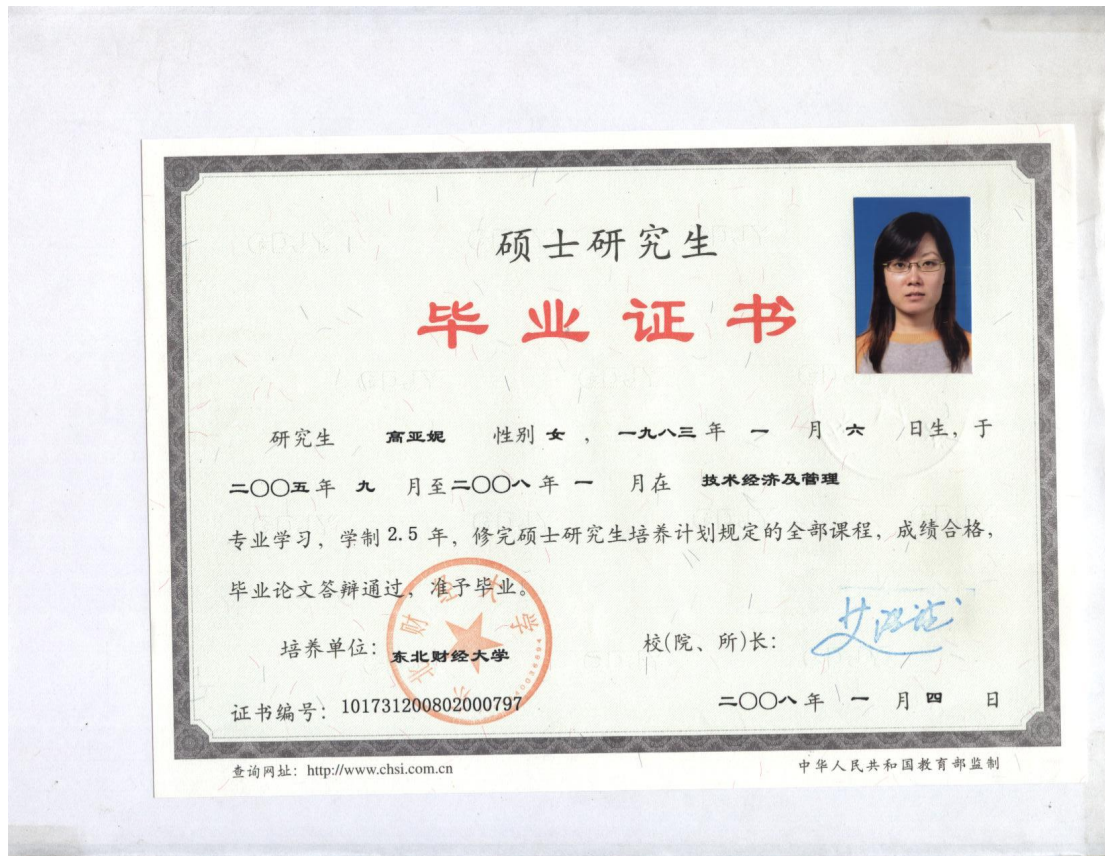 硕士研究生
毕业证书
研究生 高亚妮 性别 女 ，一九八三 年 一 月 六 日生，于
二〇〇五 年 九 月至 二〇〇八 年 一 月在 技术经济及管理
专业学习，学制 2.5 年，修完硕士研究生培养计划规定的全部课程，成绩合格，
毕业论文答辩通过，准予毕业。
培养单位：东北财经大学 校(院、所)长：
证书编号：101731200802000797 二〇〇八 年 一 月 四 日
查询网址：http://www.chsi.com.cn 中华人民共和国教育部监制